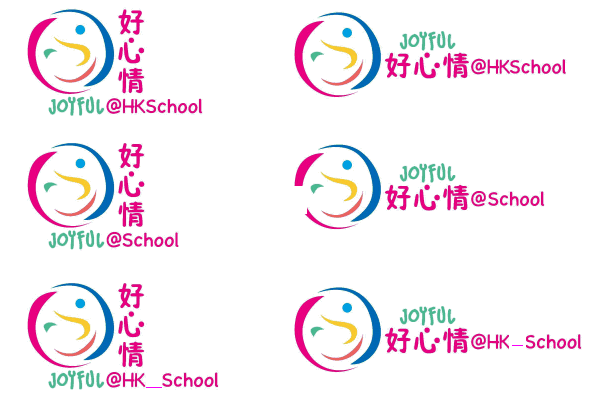 好心情
JOYFUL@HKSchool
JOYFUL
好心情@HKSchool
好心情
JOYFUL@School
JOYFUL
好心情@School
好心情
JOYFUL@HK_School
JOYFUL
好心情@HK_School